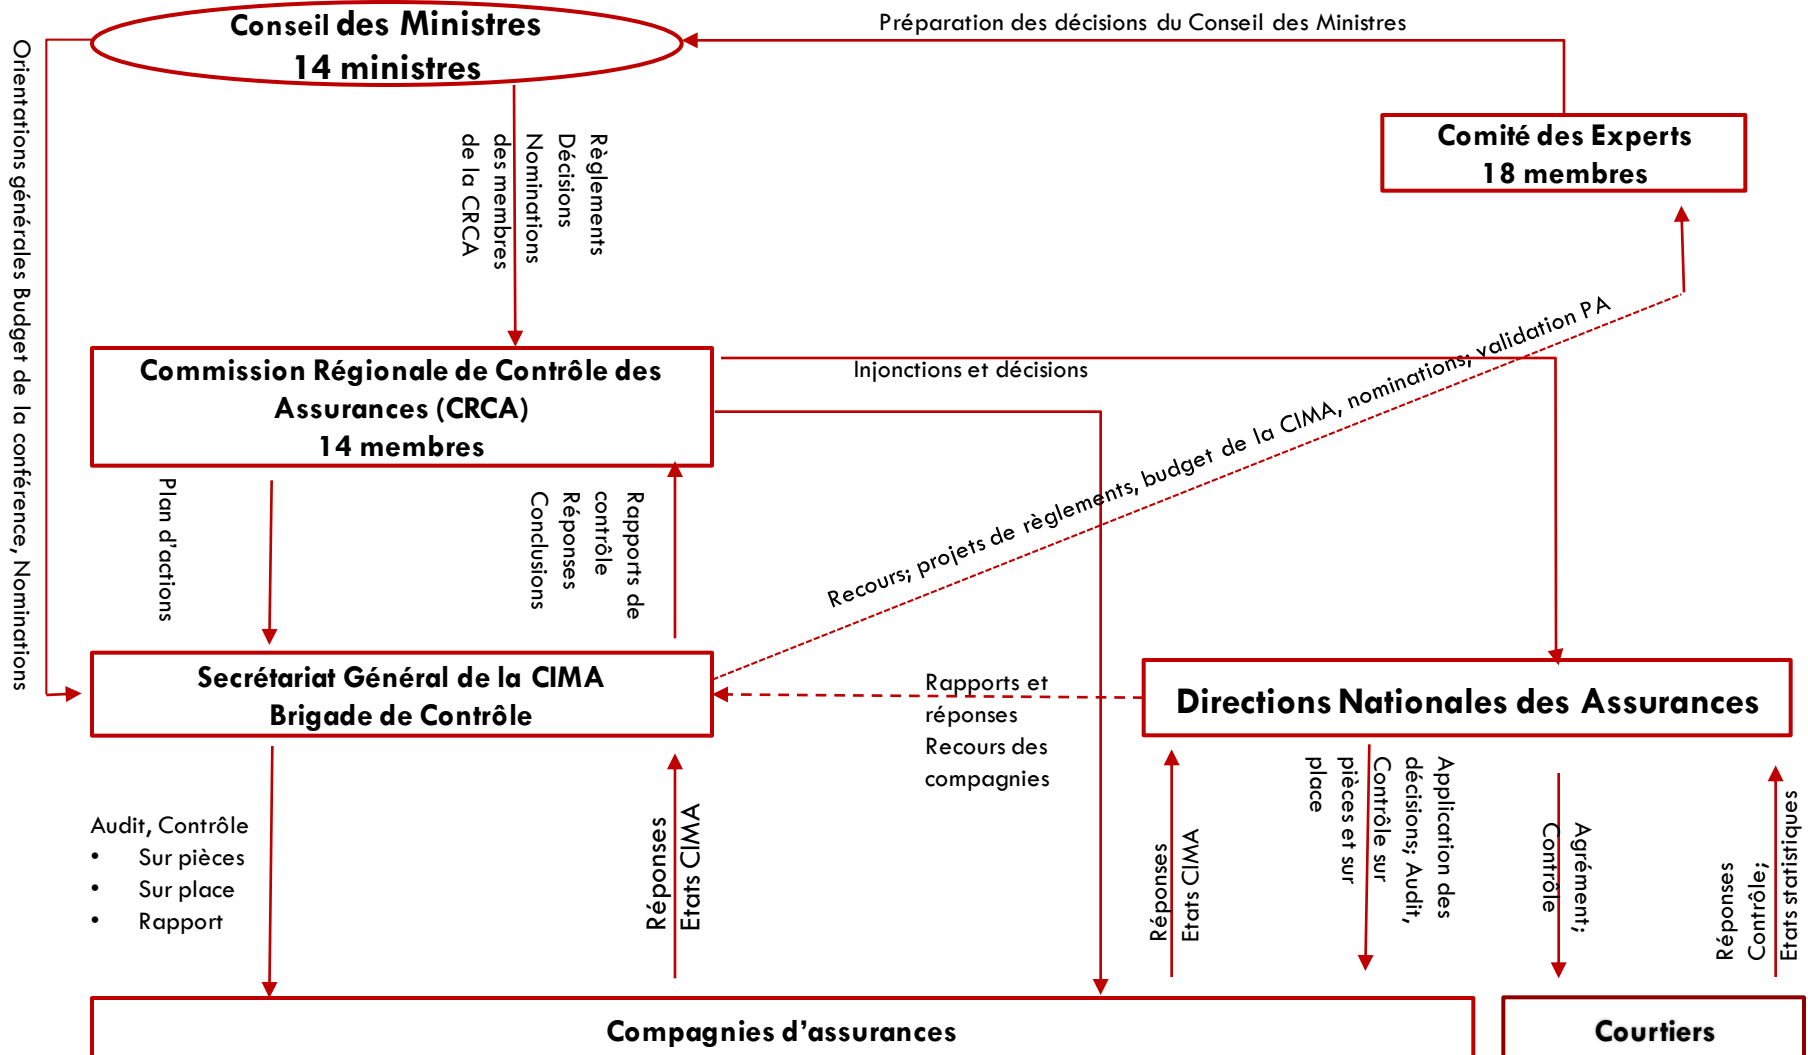 Conseil des Ministres
14 ministres
Préparation des décisions du Conseil des Ministres
Orientations générales Budget de la conférence, Nominations
Règlements
Décisions
Nominations
des membres
de la CRCA
Comité des Experts
18 membres
Commission Régionale de Contrôle des
Assurances (CRCA)
14 membres
Injonctions et décisions
Recours; projets de règlements, budget de la CIMA, nominations; validation PA
Plan d’actions
Rapports de
contrôle
Réponses
Conclusions
Secrétariat Général de la CIMA
Brigade de Contrôle
Rapports et
réponses
Recours des
compagnies
Directions Nationales des Assurances
Audit, Contrôle
• Sur pièces
• Sur place
• Rapport
Réponses
Etats CIMA
Réponses
Etats CIMA
Application des
décisions; Audit,
Contrôle sur
pièces et sur
place
Agrément;
Contrôle
Réponses
Contrôle;
Etats statistiques
Compagnies d’assurances
Courtiers